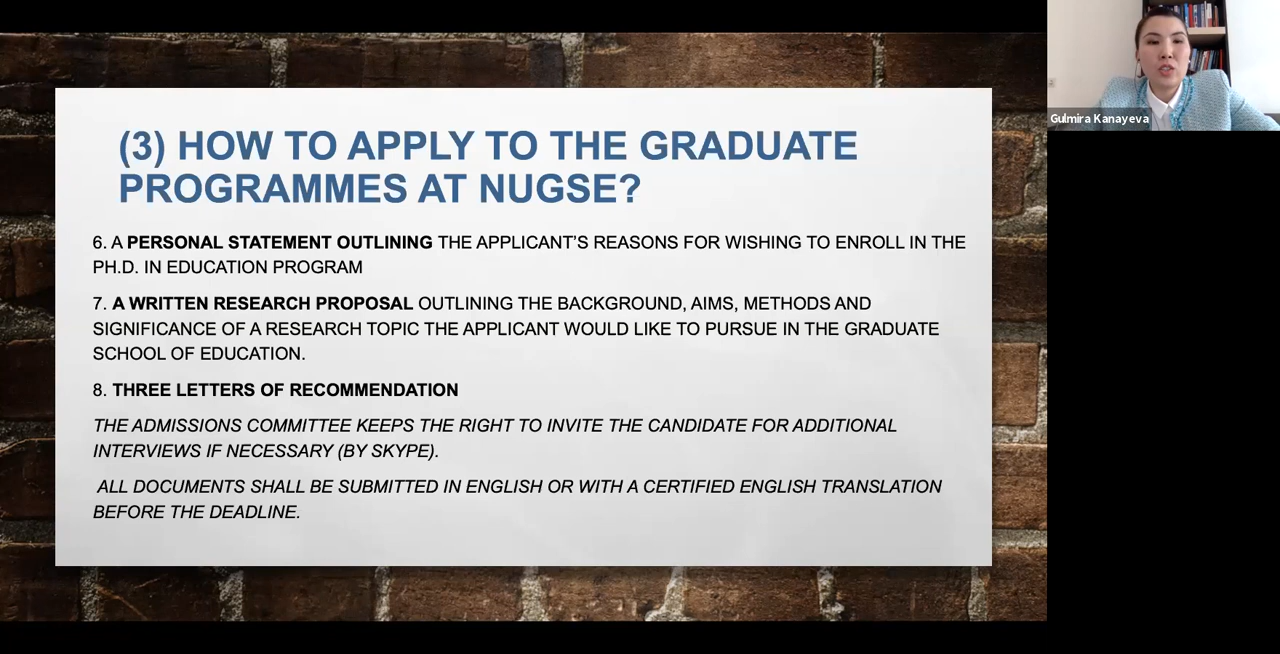 (3) HOW TO APPLY TO THE GRADUATE
PROGRAMMES AT NUGSE?
6. A PERSONAL STATEMENT OUTLINING THE APPLICANT’S REASONS FOR WISHING TO ENROLL IN THE
PH.D. IN EDUCATION PROGRAM
7. A WRITTEN RESEARCH PROPOSAL OUTLINING THE BACKGROUND, AIMS, METHODS AND
SIGNIFICANCE OF A RESEARCH TOPIC THE APPLICANT WOULD LIKE TO PURSUE IN THE GRADUATE
SCHOOL OF EDUCATION.
8. THREE LETTERS OF RECOMMENDATION
THE ADMISSIONS COMMITTEE KEEPS THE RIGHT TO INVITE THE CANDIDATE FOR ADDITIONAL
INTERVIEWS IF NECESSARY (BY SKYPE).
ALL DOCUMENTS SHALL BE SUBMITTED IN ENGLISH OR WITH A CERTIFIED ENGLISH TRANSLATION
BEFORE THE DEADLINE.
Gulmira Kanayeva